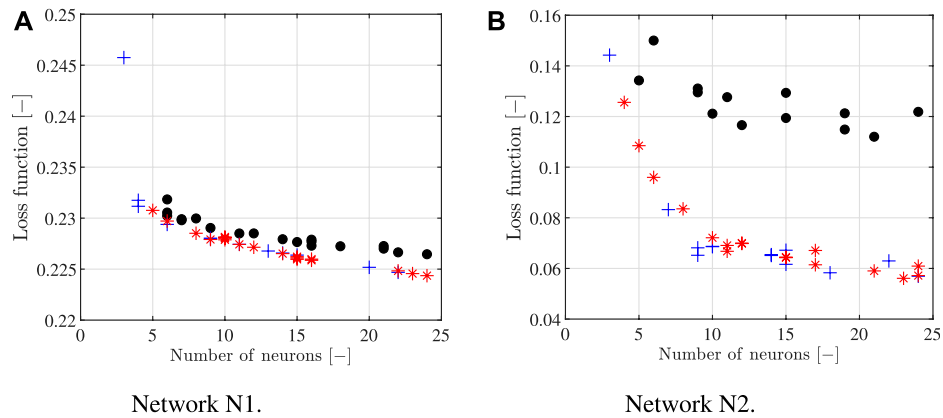 A
0.25
0.245
0.24
0.235
0.23
0.225
0.22
Loss function [−]
0 5 10 15 20 25
Number of neurons [−]
Network N1.
B
0.16
0.14
0.12
0.1
0.08
0.06
0.04
Loss function [−]
0 5 10 15 20 25
Number of neurons [−]
Network N2.